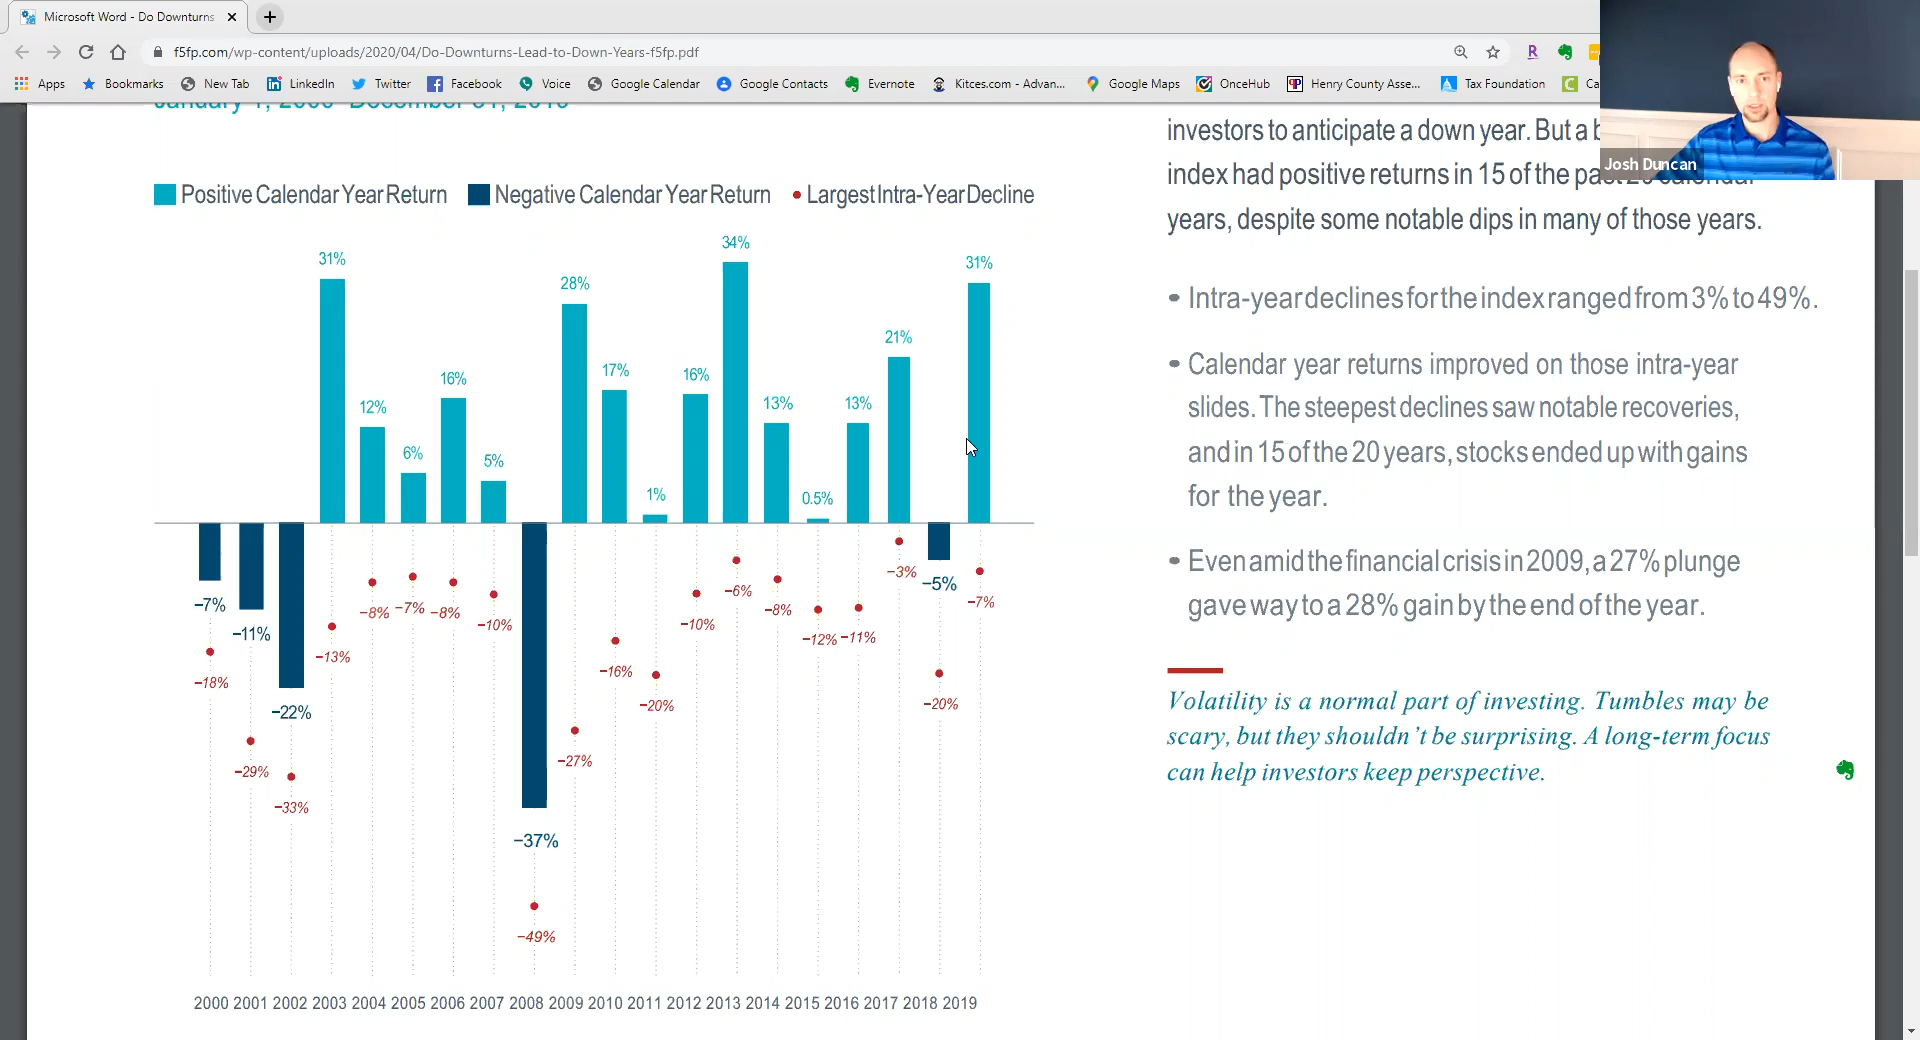 Microsoft Word - Do Downturns
f5fp.com/wp-content/uploads/2020/04/Do-Downturns-Lead-to-Down-Years-f5fp.pdf
Apps Bookmarks New Tab LinkedIn Twitter Facebook Voice Google Calendar Google Contacts Evernote Kitces.com - Advan... Google Maps OnceHub Henry County Asse... Tax Foundation
Josh Duncan
Positive Calendar Year Return Negative Calendar Year Return Largest Intra-Year Decline
34%
31% 31%
28%
21%
16% 17% 16%
12% 13% 13%
6% 5%
1% 0.5%
−3% −5%
−7% −8% −7% −8% −10% −10% −6% −8% −7%
−11% −13% −12% −11%
−18% −16%
−22% −20% −20%
−29% −27%
−33%
−37%
−49%
2000 2001 2002 2003 2004 2005 2006 2007 2008 2009 2010 2011 2012 2013 2014 2015 2016 2017 2018 2019
investors to anticipate a down year. But a
index had positive returns in 15 of the past
years, despite some notable dips in many of those years.
• Intra-year declines for the index ranged from 3% to 49%.
• Calendar year returns improved on those intra-year
slides. The steepest declines saw notable recoveries,
and in 15 of the 20 years, stocks ended up with gains
for the year.
• Even amid the financial crisis in 2009, a 27% plunge
gave way to a 28% gain by the end of the year.
Volatility is a normal part of investing. Tumbles may be
scary, but they shouldn't be surprising. A long-term focus
can help investors keep perspective.